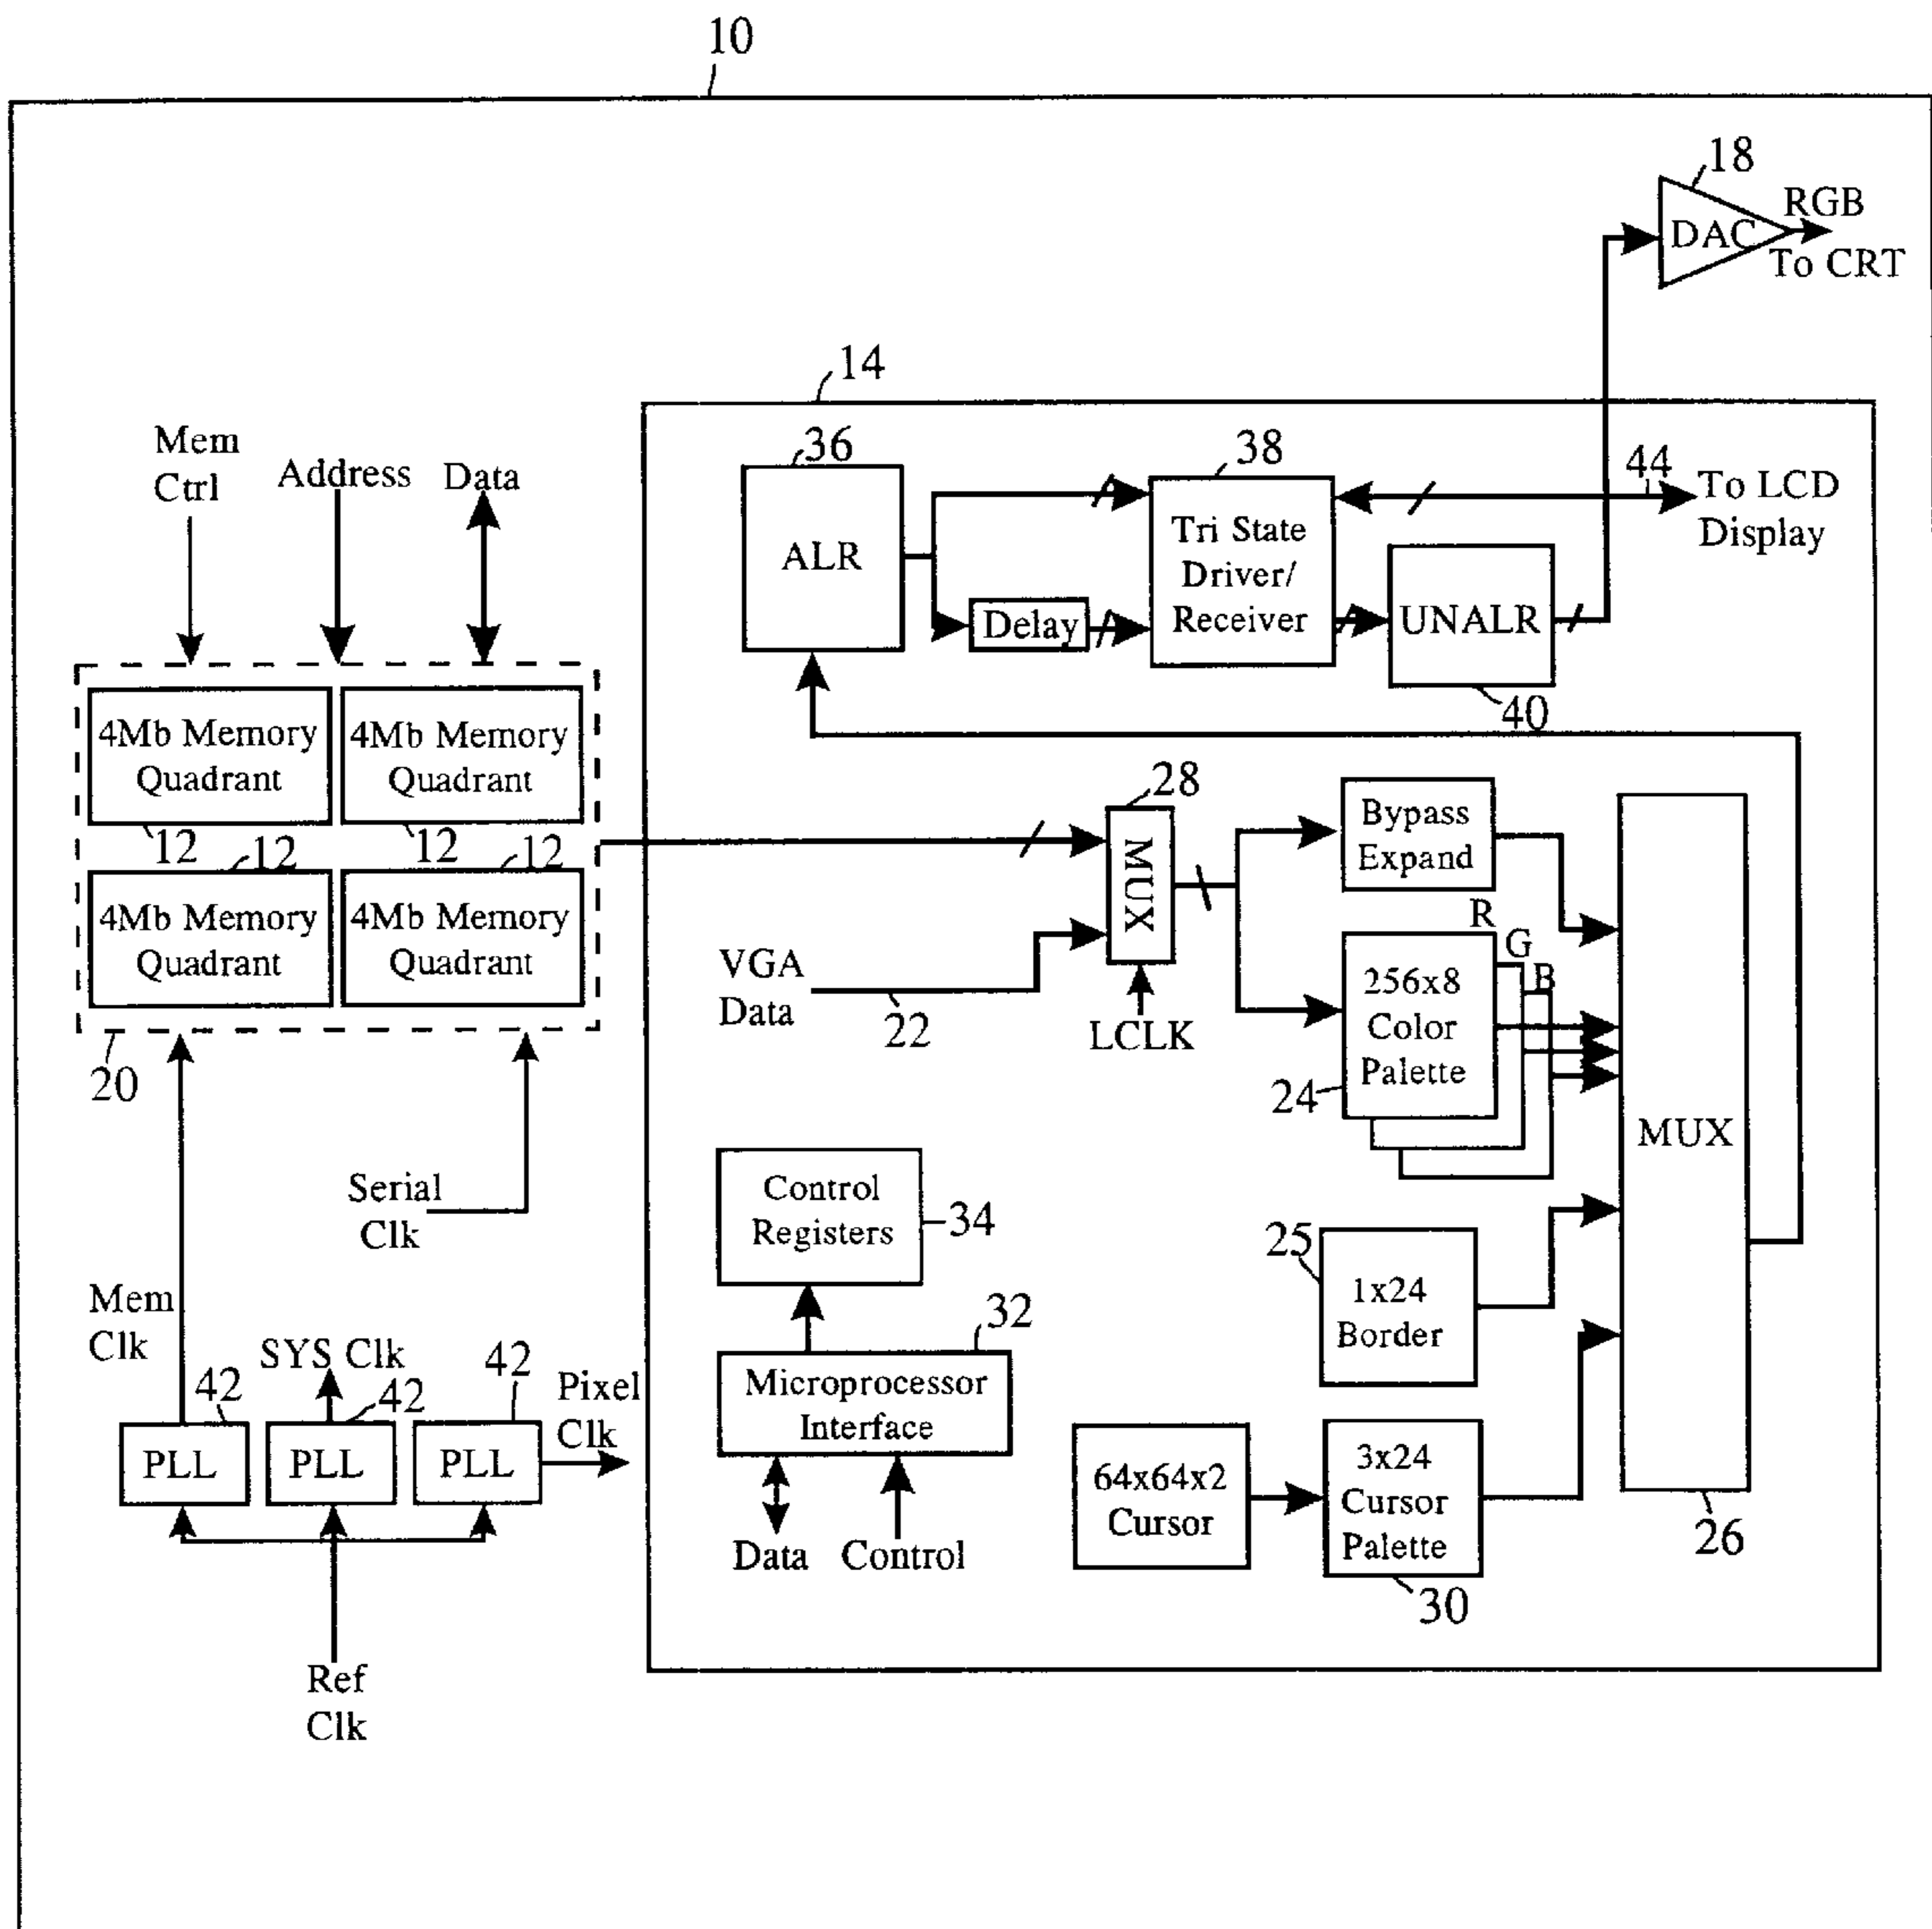 10
18
DAC
RGB
To CRT
14
Mem
Ctrl
Address
Data
36
ALR
Delay
38
Tri State
Driver/
Receiver
44
To LCD
Display
UNALR
40
4Mb Memory
Quadrant
12
4Mb Memory
Quadrant
12
4Mb Memory
Quadrant
12
4Mb Memory
Quadrant
12
20
28
MUX
LCLK
VGA
Data
22
Bypass
Expand
R
G
B
256x8
Color
Palette
24
MUX
26
Serial
Clk
Mem
Clk
SYS Clk
Pixel
Clk
42
42
42
PLL
PLL
PLL
Ref
Clk
Control
Registers
34
32
Microprocessor
Interface
Data
Control
25
1x24
Border
64x64x2
Cursor
3x24
Cursor
Palette
30